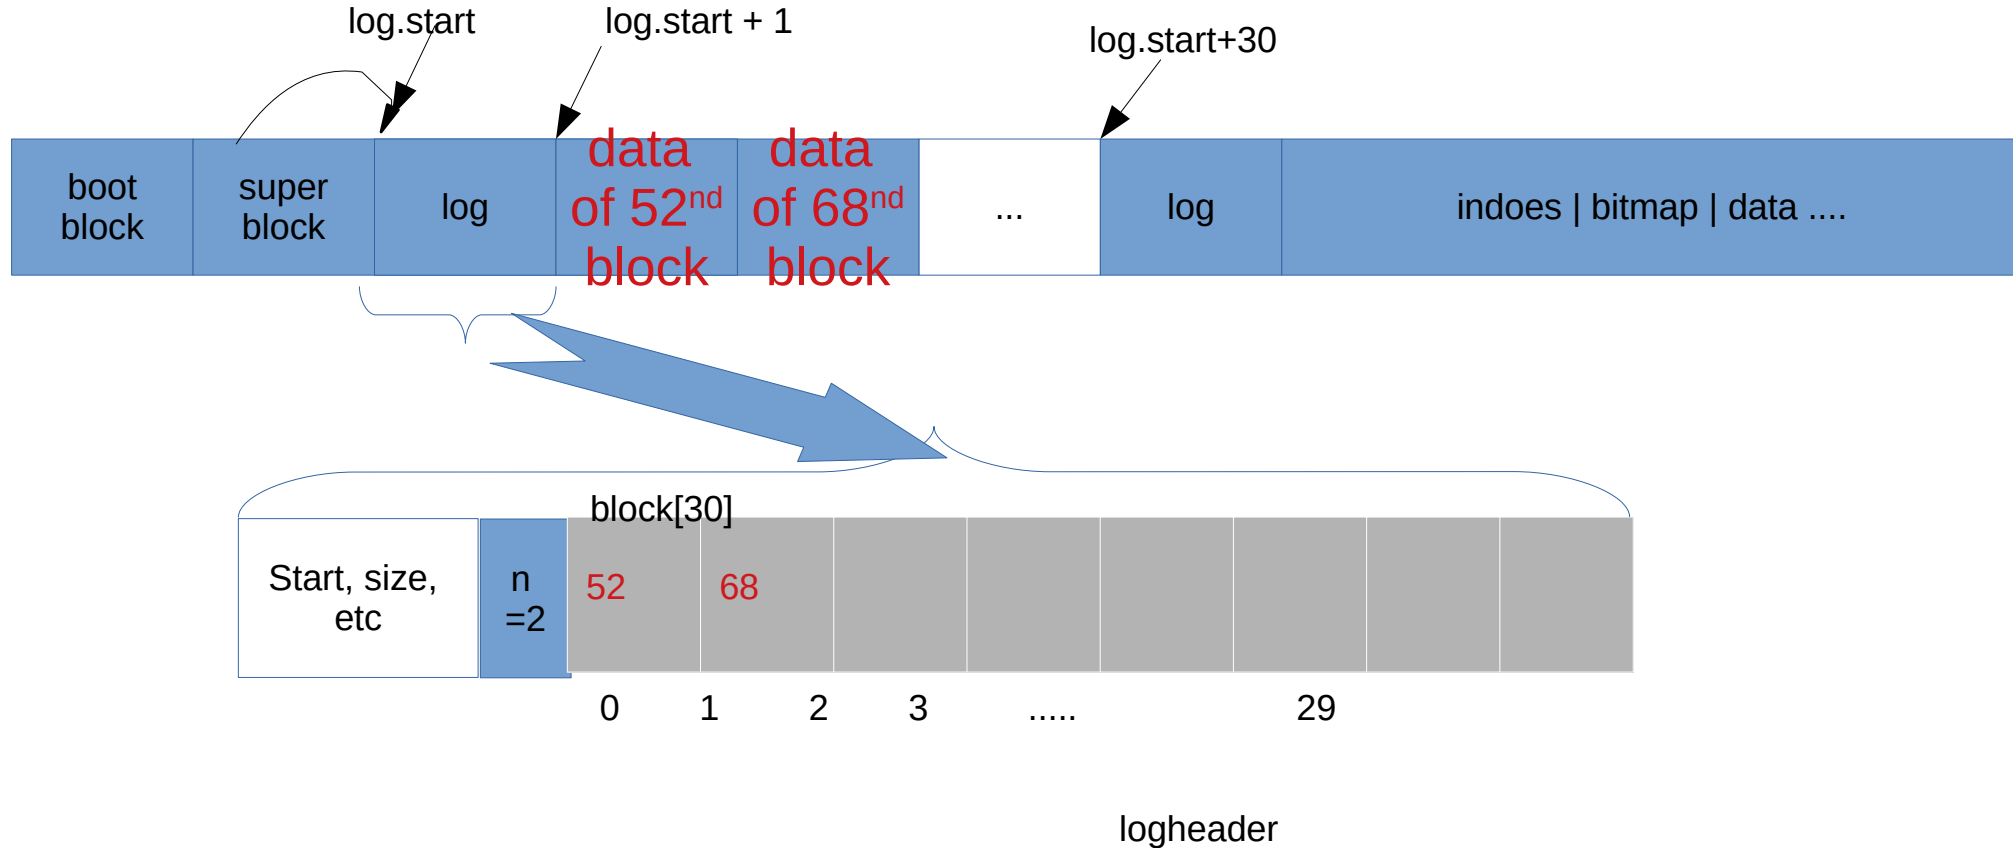 log.start
log.start + 1
log.start+30
boot
block
super
block
log
data
of 52nd
block
data
of 68nd
block
...
log
indoes | bitmap | data ....
block[30]
Start, size,
etc
n
=2
52
68
0
1
2
3
.....
29
logheader